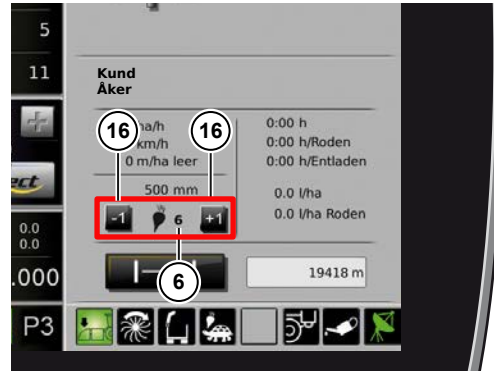 5
11
Kund
Åker
16
ha/h
16
0:00 h
km/h
0:00 h/Roden
0 m/ha leer
0:00 h/Entladen
500 mm
0.0 l/ha
-1
6
+1
0.0 l/ha Roden
0.0
0.0
6
19418 m
.000
P3